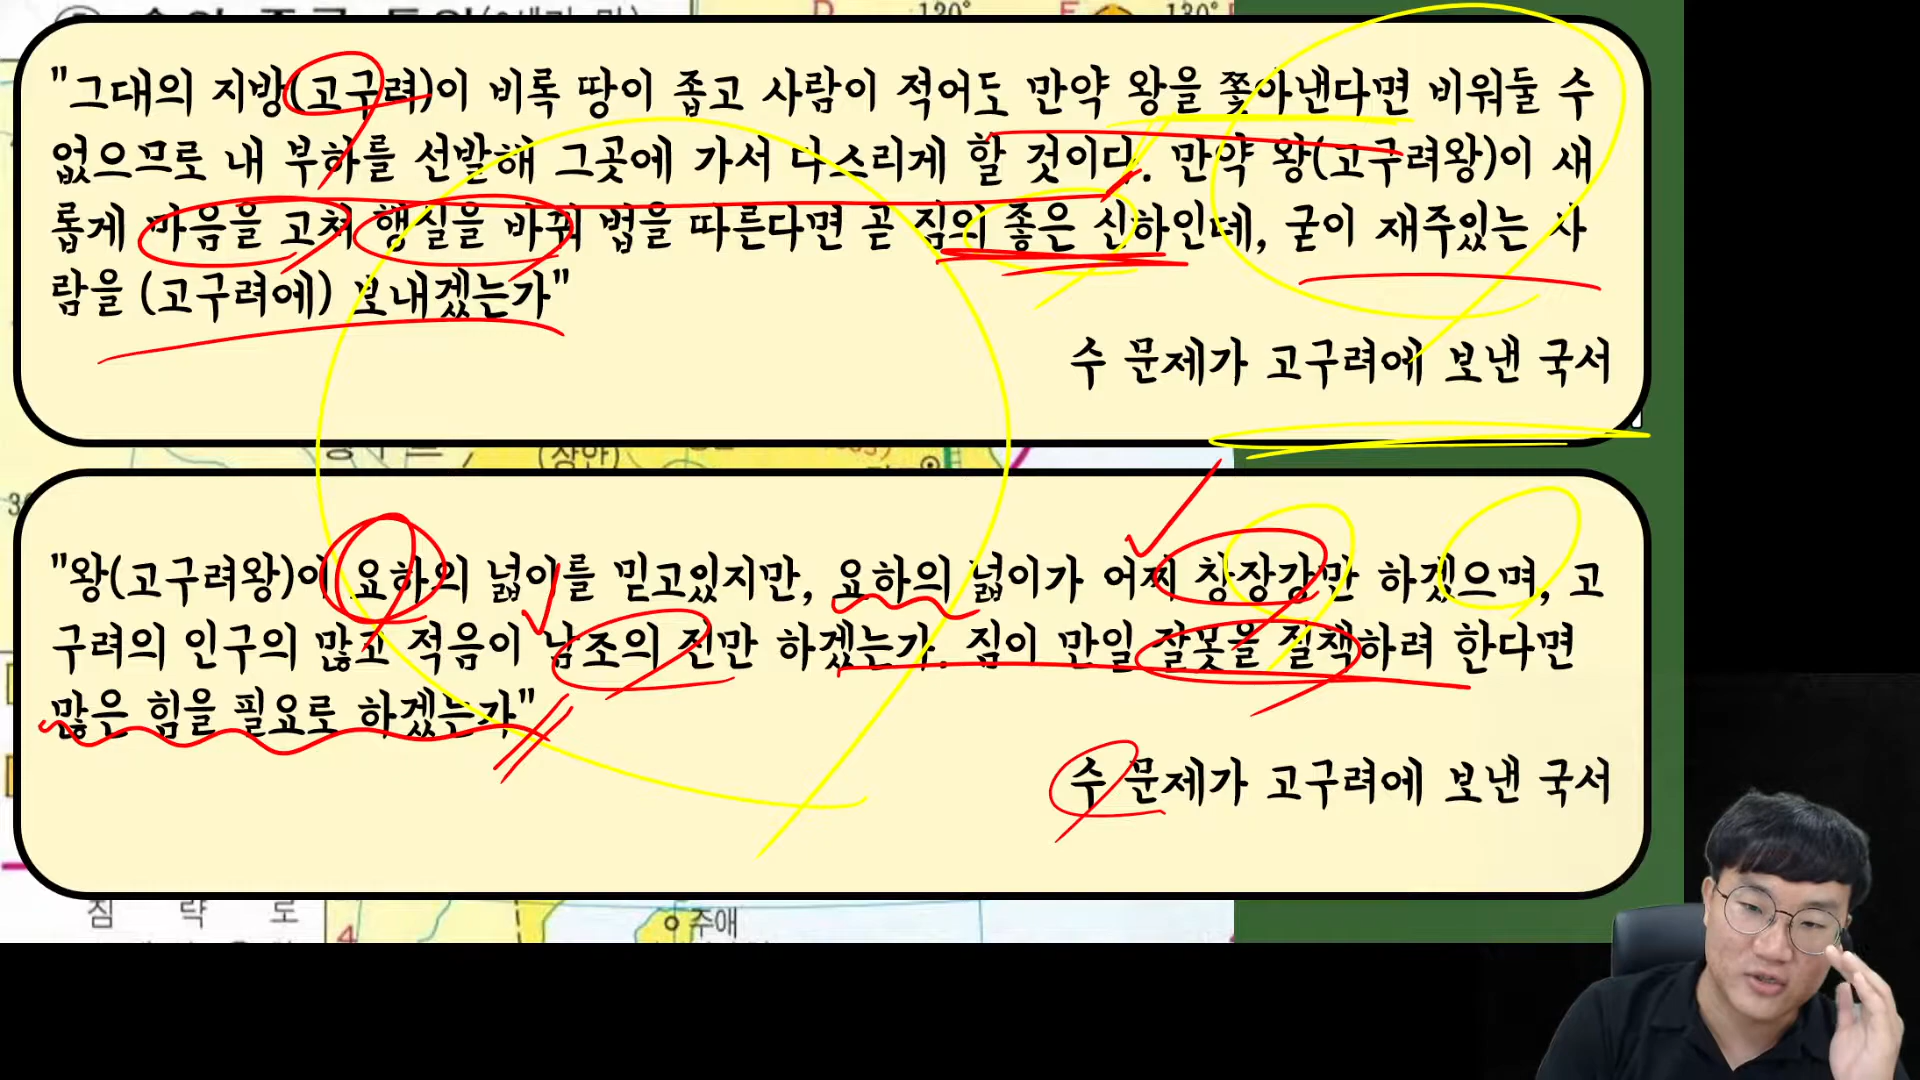 D 120° E 130°
"그대의 지방(고구려)이 비록 땅이 좁고 사람이 적어도 만약 왕을 쫓아낸다면 비워둘 수
없으므로 내 부하를 선발해 그곳에 가서 다스리게 할 것이다. 만약 왕(고구려왕)이 새
롭게 마음을 고쳐 행실을 바꿔 법을 따른다면 곧 짐의 좋은 신하인데, 굳이 재주있는 사
람을 (고구려에) 보내겠는가"
수 문제가 고구려에 보낸 국서
(장안)
"왕(고구려왕)이 요하의 넓이를 믿고있지만, 요하의 넓이가 어찌 창장강만 하겠으며, 고
구려의 인구의 많고 적음이 남조의 진만 하겠는가. 짐이 만일 잘못을 질책하려 한다면
많은 힘을 필요로 하겠는가"
수 문제가 고구려에 보낸 국서
침 략 도
4
주애